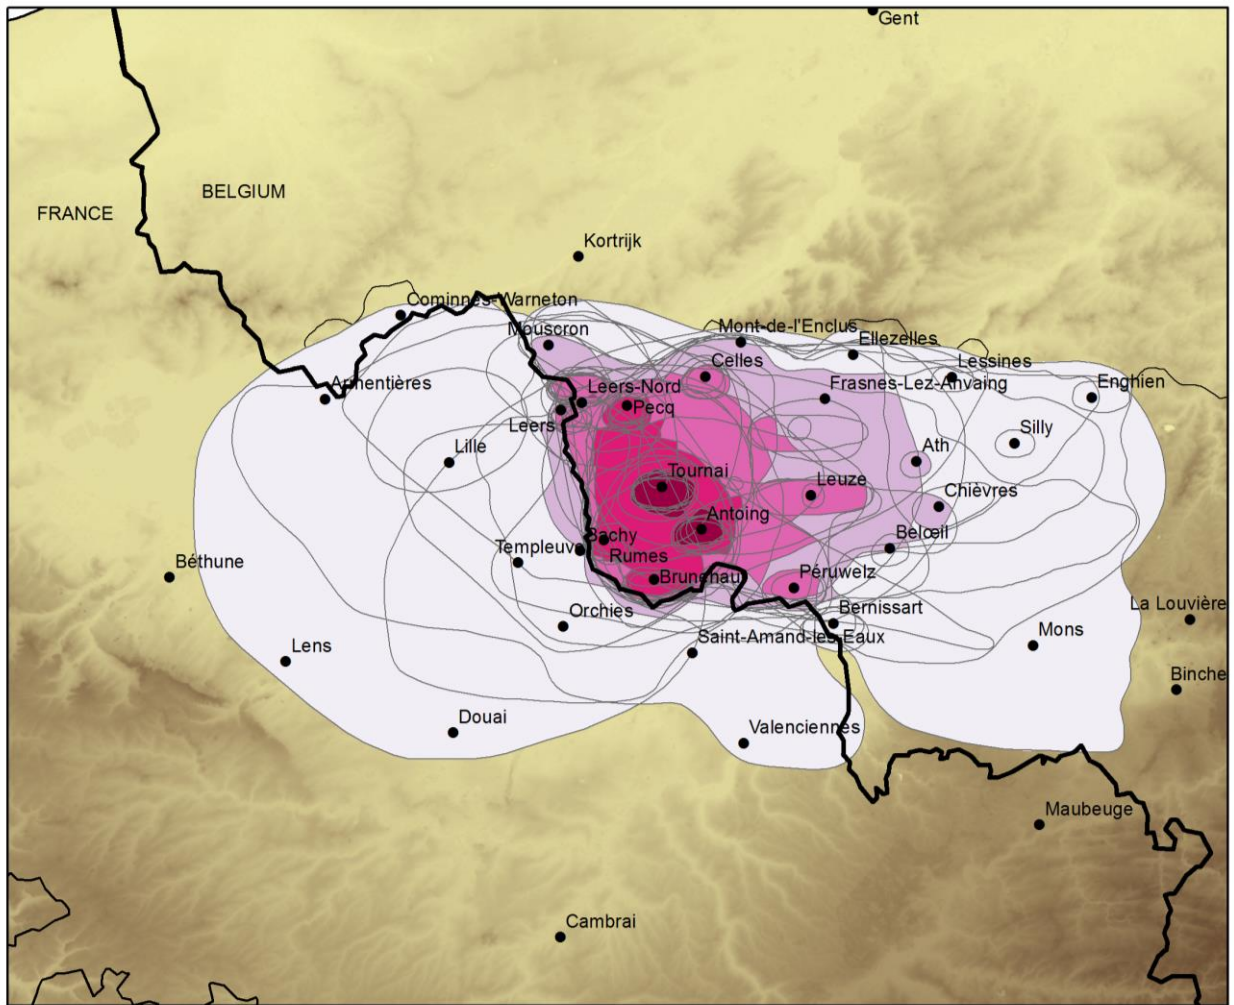 Gent
BELGIUM
FRANCE
Kortrijk
Cominnes-Warneton
Mouscron
Mont-de-l'Enclus
Ellezelles
Lessines
Celles
Armentières
Leers-Nord
Frasnes-Lez-Anvaing
Enghien
Pecq
Leers
Silly
Lille
Ath
Tournai
Leuze
Chièvres
Antoing
Bachy
Templeuve
Belœil
Rumes
Béthune
Brunehaut
Péruwelz
La Louvière
Orchies
Bernissart
Saint-Amand-les-Eaux
Mons
Lens
Binche
Douai
Valenciennes
Maubeuge
Cambrai